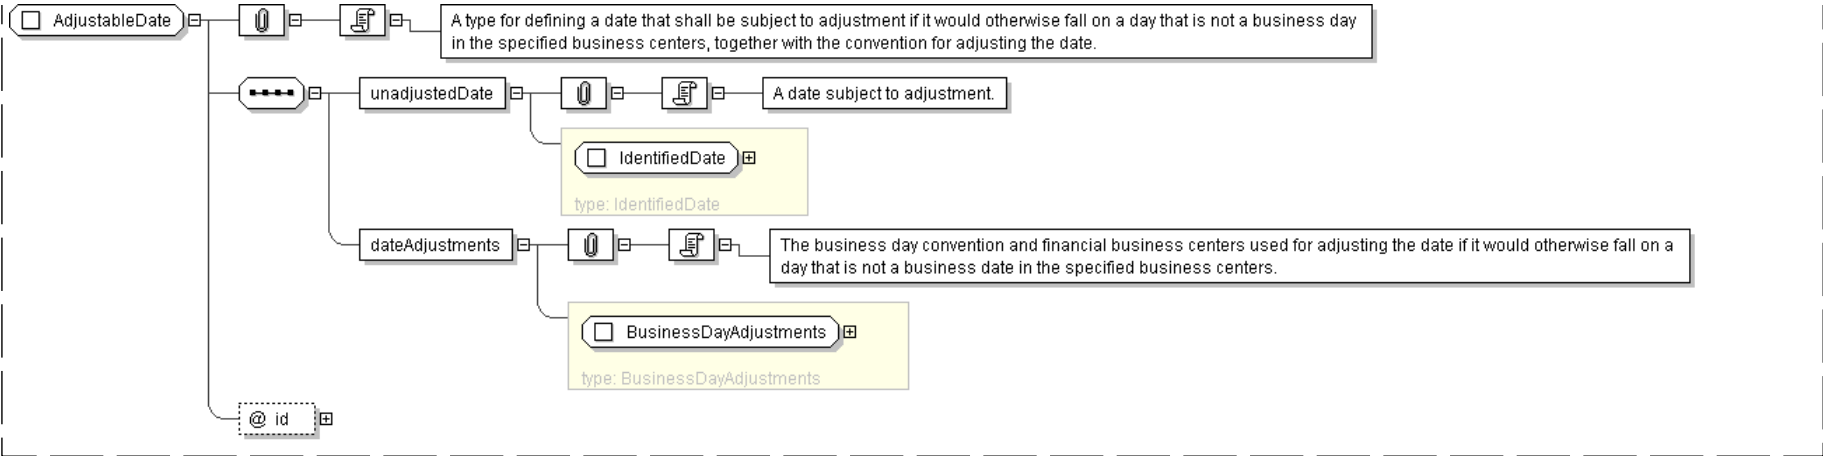 AdjustableDate
A type for defining a date that shall be subject to adjustment if it would otherwise fall on a day that is not a business day
in the specified business centers, together with the convention for adjusting the date.
unadjustedDate
A date subject to adjustment.
IdentifiedDate
type: IdentifiedDate
dateAdjustments
The business day convention and financial business centers used for adjusting the date if it would otherwise fall on a
day that is not a business date in the specified business centers.
BusinessDayAdjustments
type: BusinessDayAdjustments
@ id